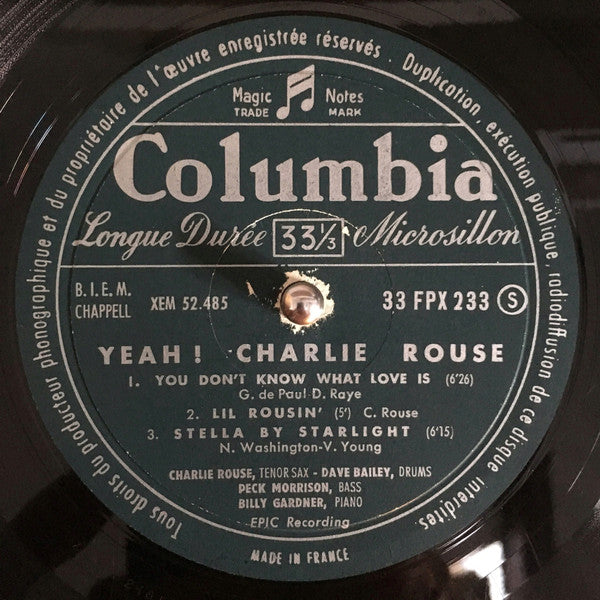 Tous droits du producteur phonographique et du propriétaire de l'œuvre enregistrée réservés. Duplication, exécution publique, radiodiffusion de ce disque interdites.
Magic Notes
TRADE MARK
Columbia
Longue Durée 33⅓ Microsillon
B.I.E.M.
CHAPPELL
XEM 52.485
33 FPX 233 S
YEAH! CHARLIE ROUSE
1. YOU DON'T KNOW WHAT LOVE IS (6'26)
G. de Paul-D. Raye
2. LIL ROUSIN' (5') C. Rouse
3. STELLA BY STARLIGHT (6'15)
N. Washington-V. Young
CHARLIE ROUSE, TENOR SAX - DAVE BAILEY, DRUMS
PECK MORRISON, BASS
BILLY GARDNER, PIANO
EPIC Recording
MADE IN FRANCE